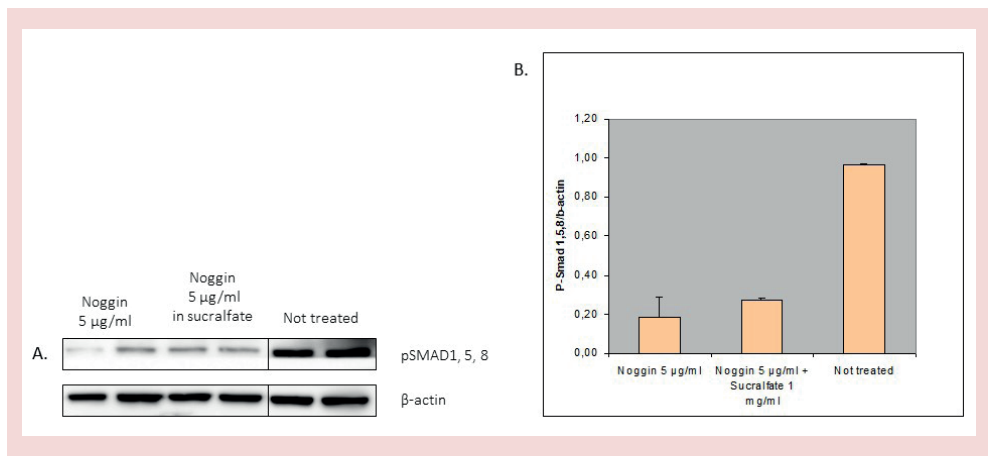 Noggin
5 µg/ml
Noggin
5 µg/ml
in sucralfate
Not treated
A.
pSMAD1, 5, 8
β-actin
B.
P-Smad 1,5,8/b-actin
1,20
1,00
0,80
0,60
0,40
0,20
0,00
Noggin 5 µg/ml
Noggin 5 µg/ml +
Sucralfate 1
mg/ml
Not treated